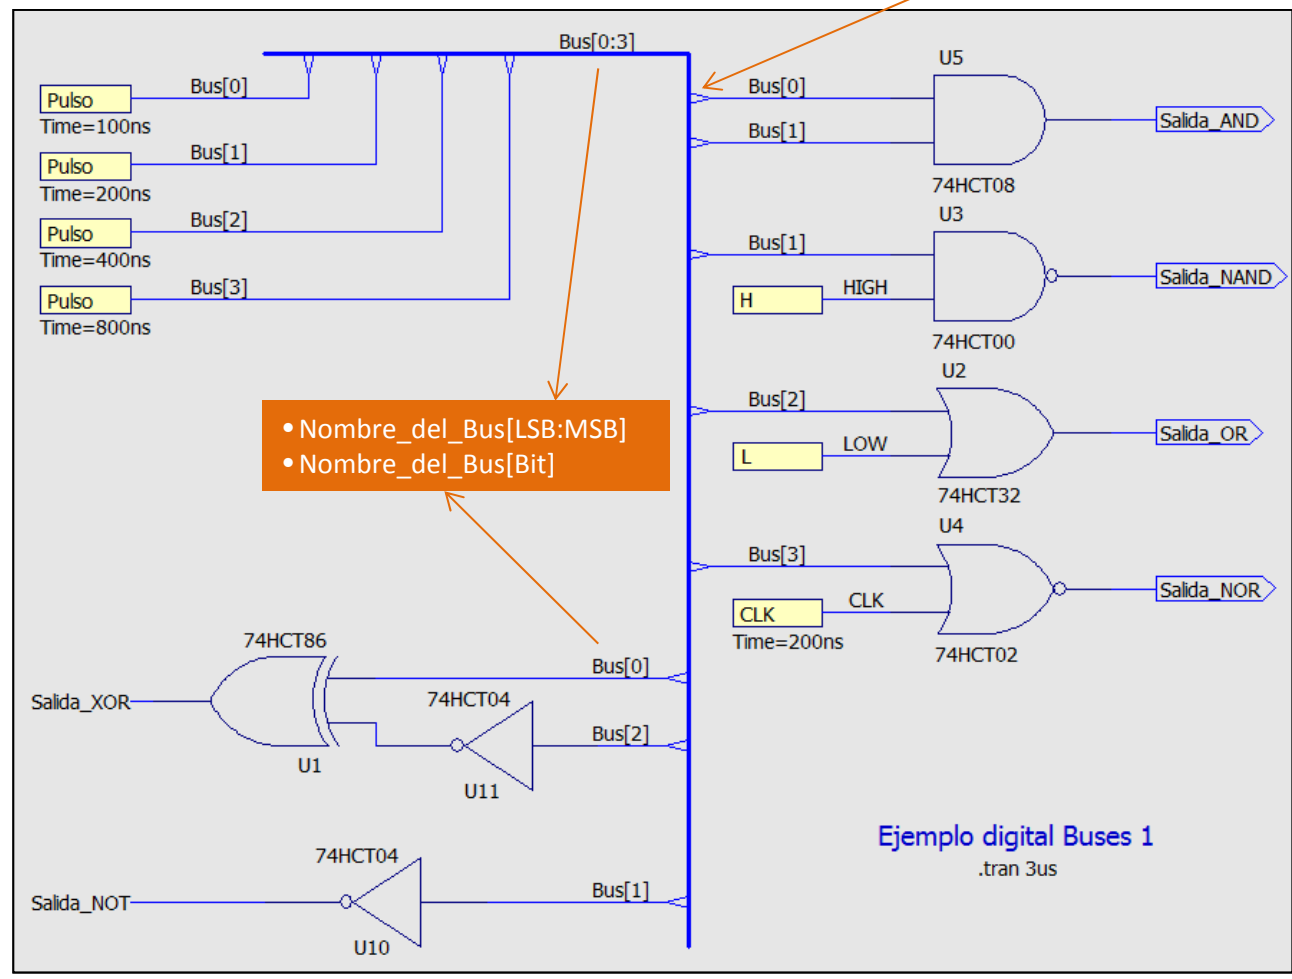 Bus[0:3]
Pulso
Bus[0]
Time=100ns
Pulso
Bus[1]
Time=200ns
Pulso
Bus[2]
Time=400ns
Pulso
Bus[3]
Time=800ns
Bus[0]
Bus[1]
U5
74HCT08
Salida_AND
Bus[1]
H
HIGH
U3
74HCT00
Salida_NAND
Bus[2]
L
LOW
U2
74HCT32
Salida_OR
Bus[3]
CLK
CLK
Time=200ns
U4
74HCT02
Salida_NOR
• Nombre_del_Bus[LSB:MSB]
• Nombre_del_Bus[Bit]
74HCT86
Salida_XOR
U1
Bus[0]
74HCT04
U11
Bus[2]
74HCT04
Salida_NOT
U10
Bus[1]
Ejemplo digital Buses 1
.tran 3us